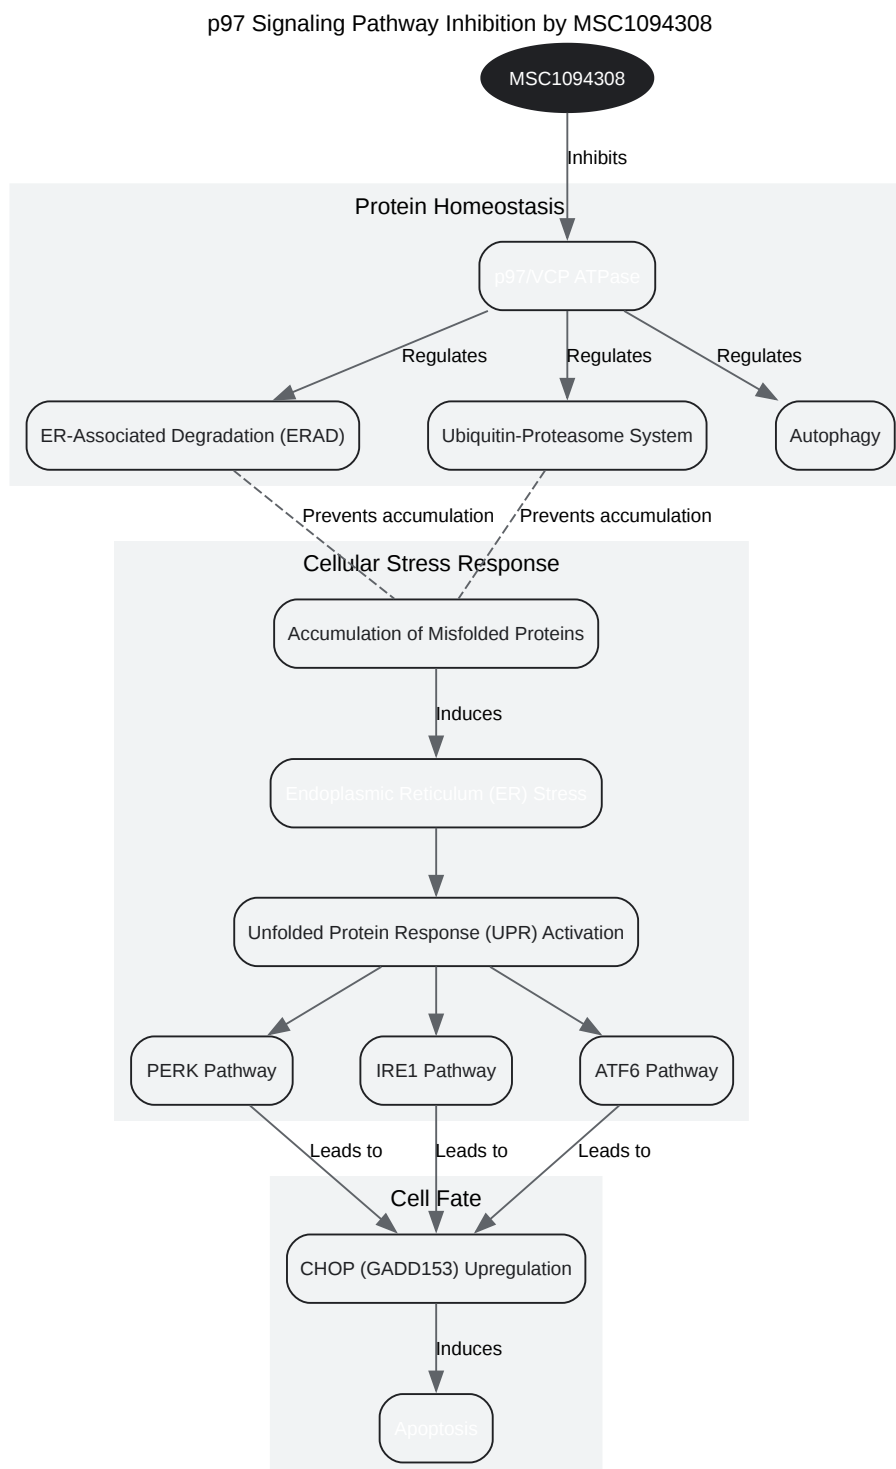 p97 Signaling Pathway Inhibition by MSC1094308
MSC1094308
Inhibits
Protein Homeostasis
p97/VCP ATPase
Regulates
Regulates
Regulates
ER-Associated Degradation (ERAD)
Ubiquitin-Proteasome System
Autophagy
Prevents accumulation
Prevents accumulation
Cellular Stress Response
Accumulation of Misfolded Proteins
Induces
Endoplasmic Reticulum (ER) Stress
Unfolded Protein Response (UPR) Activation
PERK Pathway
IRE1 Pathway
ATF6 Pathway
Leads to
Leads to
Leads to
Cell Fate
CHOP (GADD153) Upregulation
Induces
Apoptosis